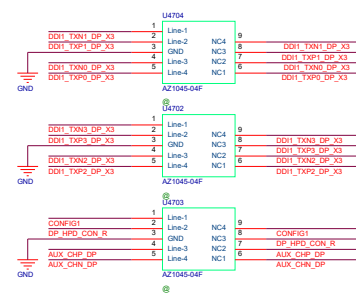 U4704
1 Line-1
DDI1_TXN1_DP_X3 2 Line-2 NC4 9 DDI1_TXN1_DP_X3
DDI1_TXP1_DP_X3 3 GND NC3 8 DDI1_TXP1_DP_X3
4 Line-3 NC2 7
DDI1_TXN0_DP_X3 5 Line-4 NC1 6 DDI1_TXN0_DP_X3
DDI1_TXP0_DP_X3 DDI1_TXP0_DP_X3
GND AZ1045-04F
@
U4702
1 Line-1
DDI1_TXN3_DP_X3 2 Line-2 NC4 9
DDI1_TXP3_DP_X3 3 GND NC3 8 DDI1_TXN3_DP_X3
4 Line-3 NC2 7 DDI1_TXP3_DP_X3
DDI1_TXN2_DP_X3 5 Line-4 NC1 6 DDI1_TXN2_DP_X3
DDI1_TXP2_DP_X3 DDI1_TXP2_DP_X3
GND AZ1045-04F
@
U4703
1 Line-1
CONFIG1 2 Line-2 NC4 9
DP_HPD_CON_R 3 GND NC3 8 CONFIG1
4 Line-3 NC2 7 DP_HPD_CON_R
AUX_CHP_DP 5 Line-4 NC1 6 AUX_CHP_DP
AUX_CHN_DP AUX_CHN_DP
GND AZ1045-04F
@